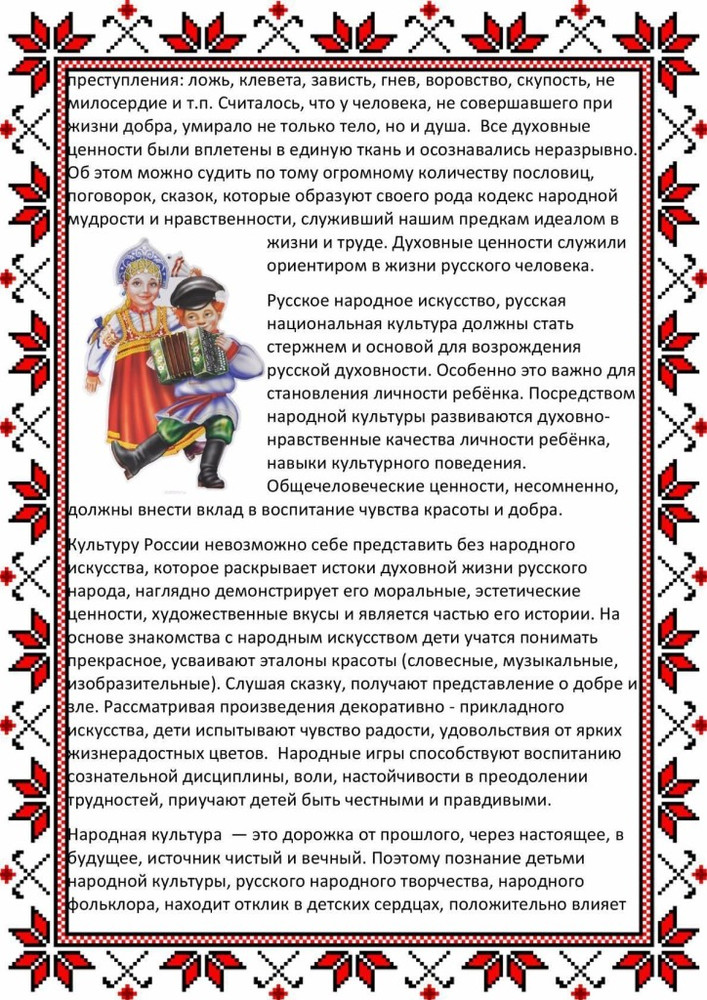 преступления: ложь, клевета, зависть, гнев, воровство, скупость, не
милосердие и т.п. Считалось, что у человека, не совершавшего при
жизни добра, умирало не только тело, но и душа. Все духовные
ценности были вплетены в единую ткань и осознавались неразрывно.
Об этом можно судить по тому огромному количеству пословиц,
поговорок, сказок, которые образуют своего рода кодекс народной
мудрости и нравственности, служивший нашим предкам идеалом в
жизни и труде. Духовные ценности служили
ориентиром в жизни русского человека.
Русское народное искусство, русская
национальная культура должны стать
стержнем и основой для возрождения
русской духовности. Особенно это важно для
становления личности ребёнка. Посредством
народной культуры развиваются духовно-
нравственные качества личности ребёнка,
навыки культурного поведения.
Общечеловеческие ценности, несомненно,
должны внести вклад в воспитание чувства красоты и добра.
Культуру России невозможно себе представить без народного
искусства, которое раскрывает истоки духовной жизни русского
народа, наглядно демонстрирует его моральные, эстетические
ценности, художественные вкусы и является частью его истории. На
основе знакомства с народным искусством дети учатся понимать
прекрасное, усваивают эталоны красоты (словесные, музыкальные,
изобразительные). Слушая сказку, получают представление о добре и
зле. Рассматривая произведения декоративно - прикладного
искусства, дети испытывают чувство радости, удовольствия от ярких
жизнерадостных цветов. Народные игры способствуют воспитанию
сознательной дисциплины, воли, настойчивости в преодолении
трудностей, приучают детей быть честными и правдивыми.
Народная культура — это дорожка от прошлого, через настоящее, в
будущее, источник чистый и вечный. Поэтому познание детьми
народной культуры, русского народного творчества, народного
фольклора, находит отклик в детских сердцах, положительно влияет